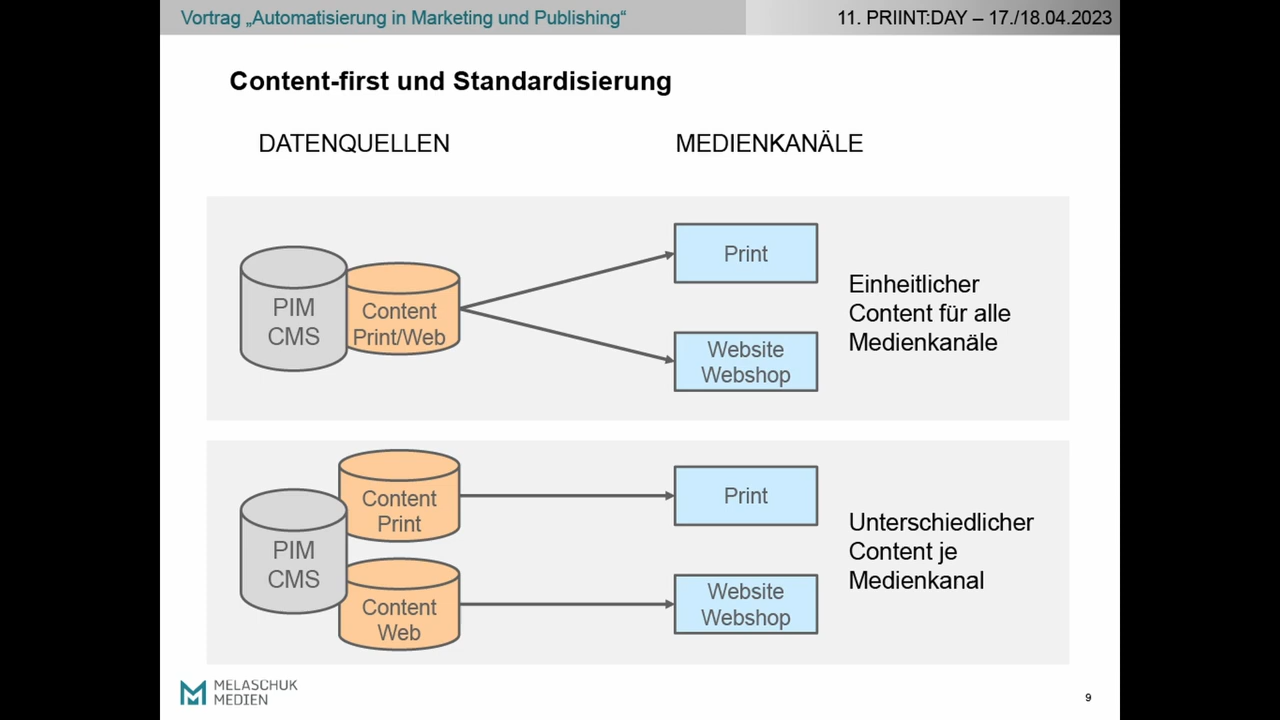 Vortrag „Automatisierung in Marketing und Publishing“
11. PRIINT:DAY – 17./18.04.2023
Content-first und Standardisierung
DATENQUELLEN
MEDIENKANÄLE
PIM
CMS
Content
Print/Web
Print
Website
Webshop
Einheitlicher
Content für alle
Medienkanäle
PIM
CMS
Content
Print
Content
Web
Print
Website
Webshop
Unterschiedlicher
Content je
Medienkanal
MELASCHUK
MEDIEN
9